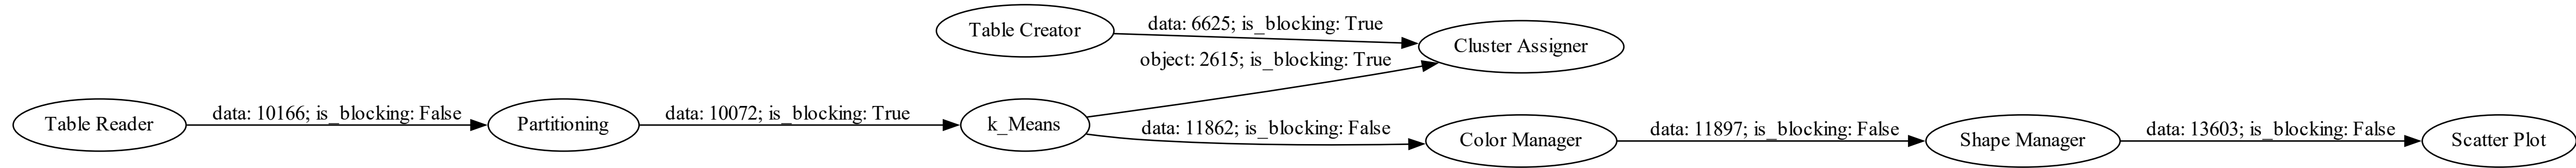 Table Creator
data: 6625; is_blocking: True
Cluster Assigner
object: 2615; is_blocking: True
Table Reader
data: 10166; is_blocking: False
Partitioning
data: 10072; is_blocking: True
k_Means
data: 11862; is_blocking: False
Color Manager
data: 11897; is_blocking: False
Shape Manager
data: 13603; is_blocking: False
Scatter Plot